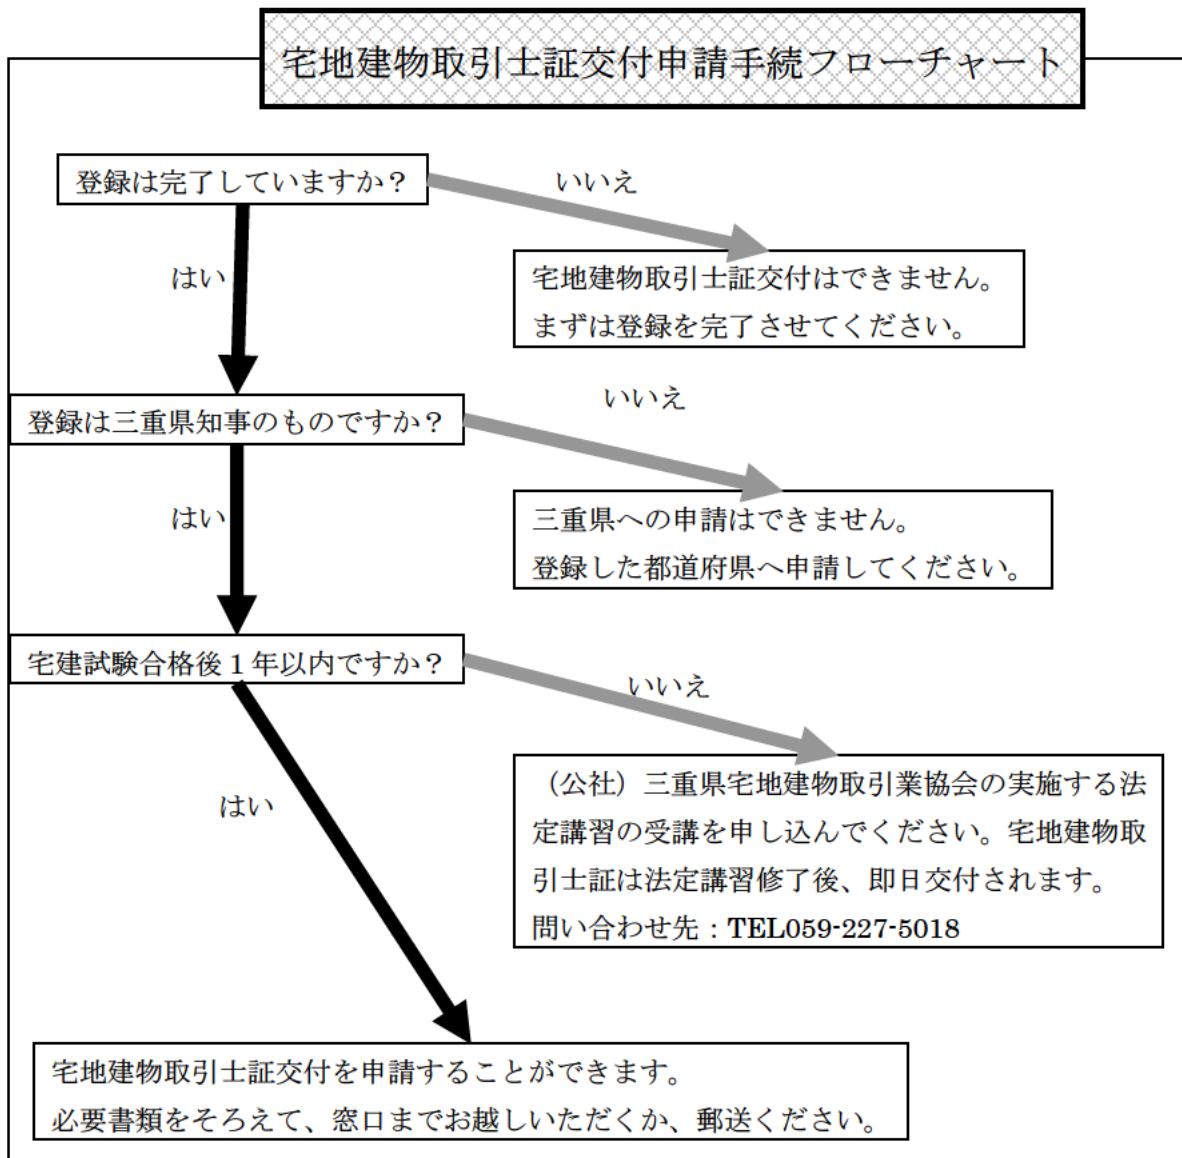 宅地建物取引士証交付申請手続フローチャート
登録は完了していますか？
いいえ
はい
宅地建物取引士証交付はできません。
まずは登録を完了させてください。
登録は三重県知事のものですか？
いいえ
はい
三重県への申請はできません。
登録した都道府県へ申請してください。
宅建試験合格後１年以内ですか？
いいえ
はい
（公社）三重県宅地建物取引業協会の実施する法
定講習の受講を申し込んでください。宅地建物取
引士証は法定講習修了後、即日交付されます。
問い合わせ先：TEL059-227-5018
宅地建物取引士証交付を申請することができます。
必要書類をそろえて、窓口までお越しいただくか、郵送ください。